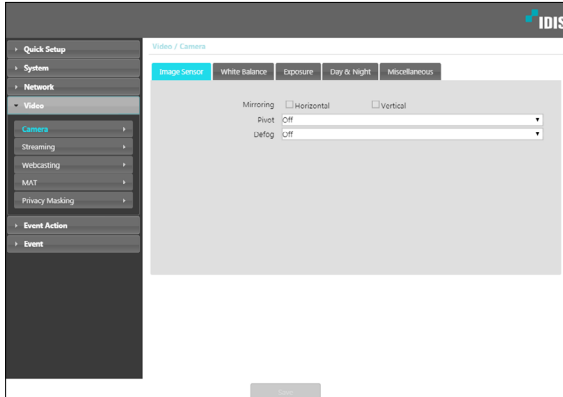 IDIS
Quick Setup
System
Network
Video
Camera
Streaming
Webcasting
MAT
Privacy Masking
Event Action
Event
Video / Camera
Image Sensor White Balance Exposure Day & Night Miscellaneous
Mirroring Horizontal Vertical
Pivot Off
Defog Off
Save